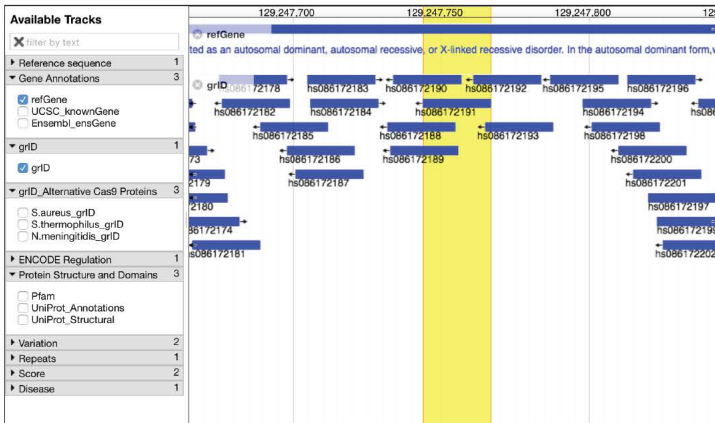 Available Tracks
filter by text
Reference sequence 1
Gene Annotations 3
refGene
UCSC_knownGene
Ensembl_ensGene
grID 1
grID
grID_Alternative Cas9 Proteins 3
S.aureus_grID
S.thermophilus_grID
N.meningitidis_grID
ENCODE Regulation 1
Protein Structure and Domains 3
Pfam
UniProt_Annotations
UniProt_Structural
Variation 2
Repeats 1
Score 2
Disease 1
129,247,700 129,247,750 129,247,800
refGene
ted as an autosomal dominant, autosomal recessive, or X-linked recessive disorder. In the autosomal dominant form,
grID
hs086172178 hs086172183 hs086172190 hs086172192 hs086172195 hs086172196
hs086172182 hs086172184 hs086172191 hs086172194
hs086172185 hs086172188 hs086172193 hs086172198
73 hs086172186 hs086172189 hs086172200
2179 hs086172187 hs086172201
2180 hs086172197
86172174 hs08617219
s086172181 hs086172202